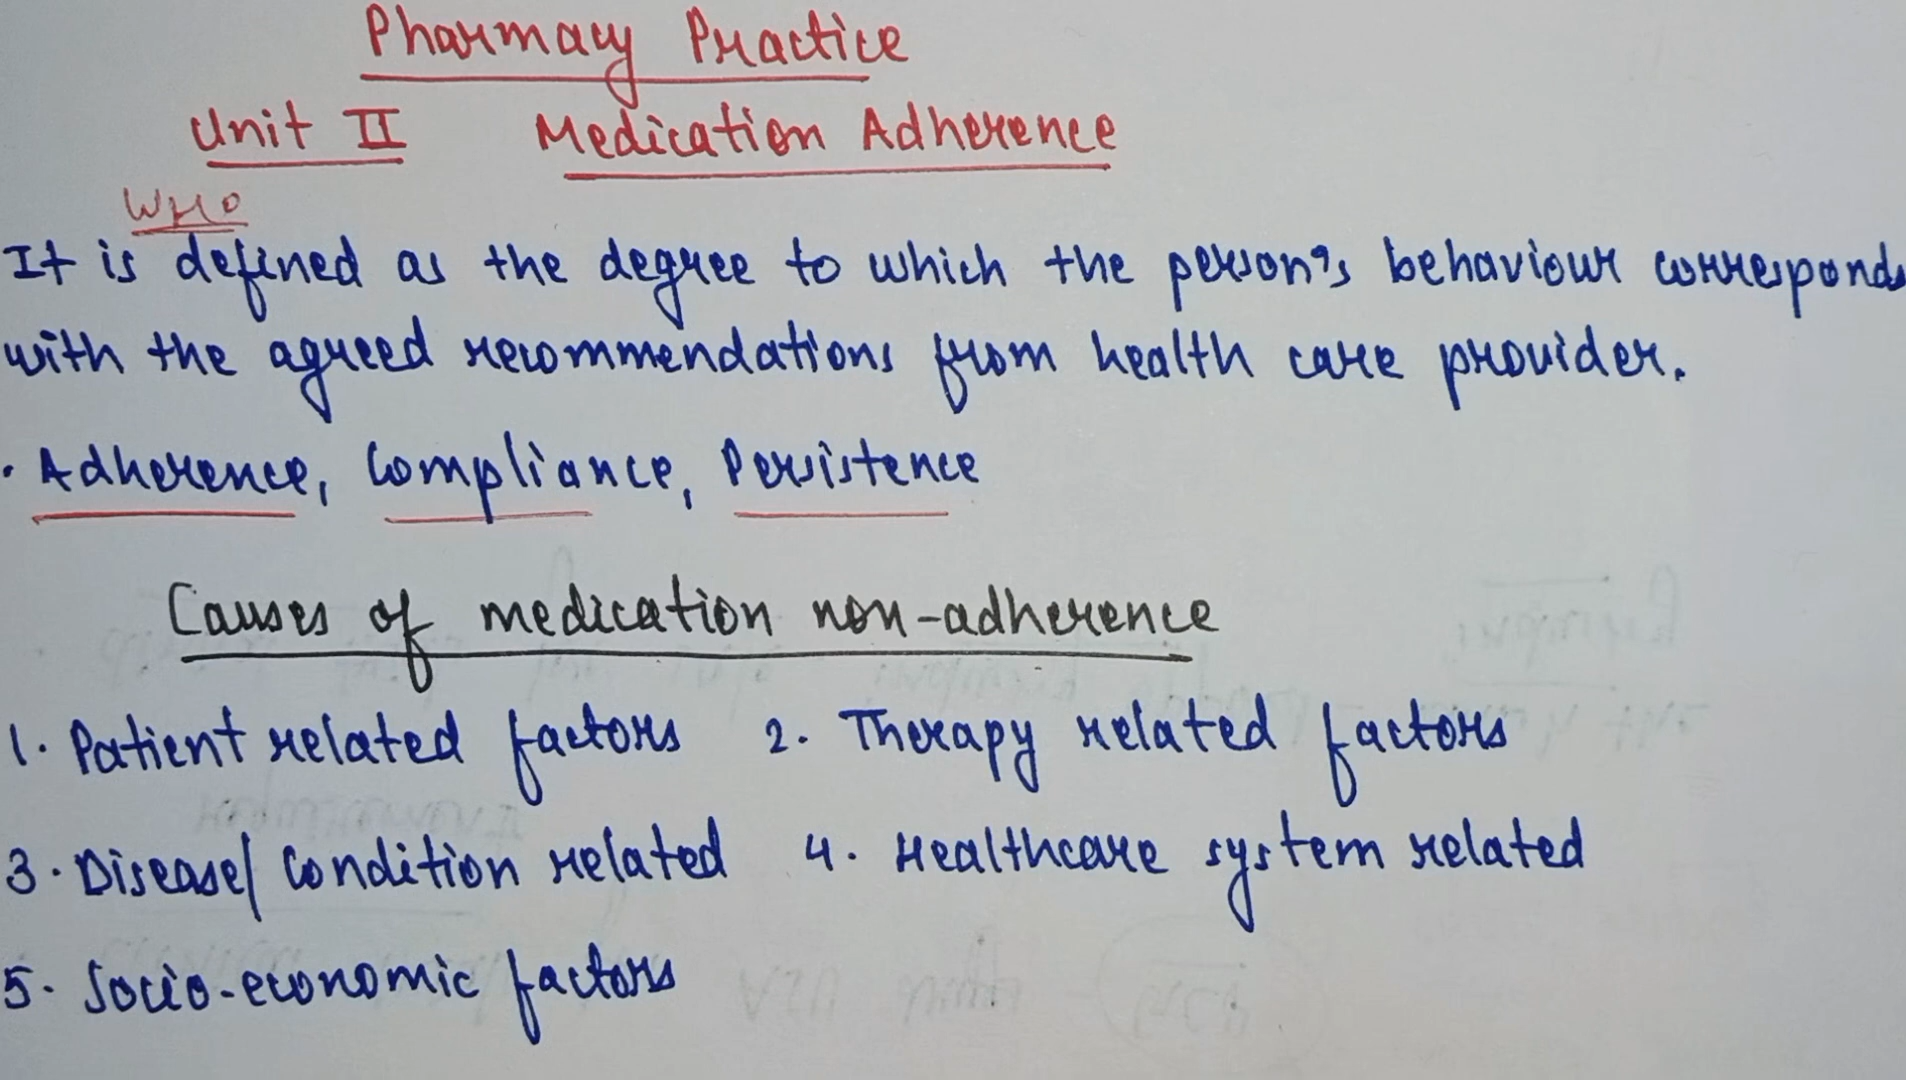 Pharmacy Practice
Unit II Medication Adherence
WHO
It is defined as the degree to which the person's behaviour corresponds
with the agreed recommendations from health care provider.
· Adherence, Compliance, Persistence
Causes of medication non-adherence
1. Patient related factors 2. Therapy related factors
3. Disease/ Condition related 4. Healthcare system related
5. Socio-economic factors